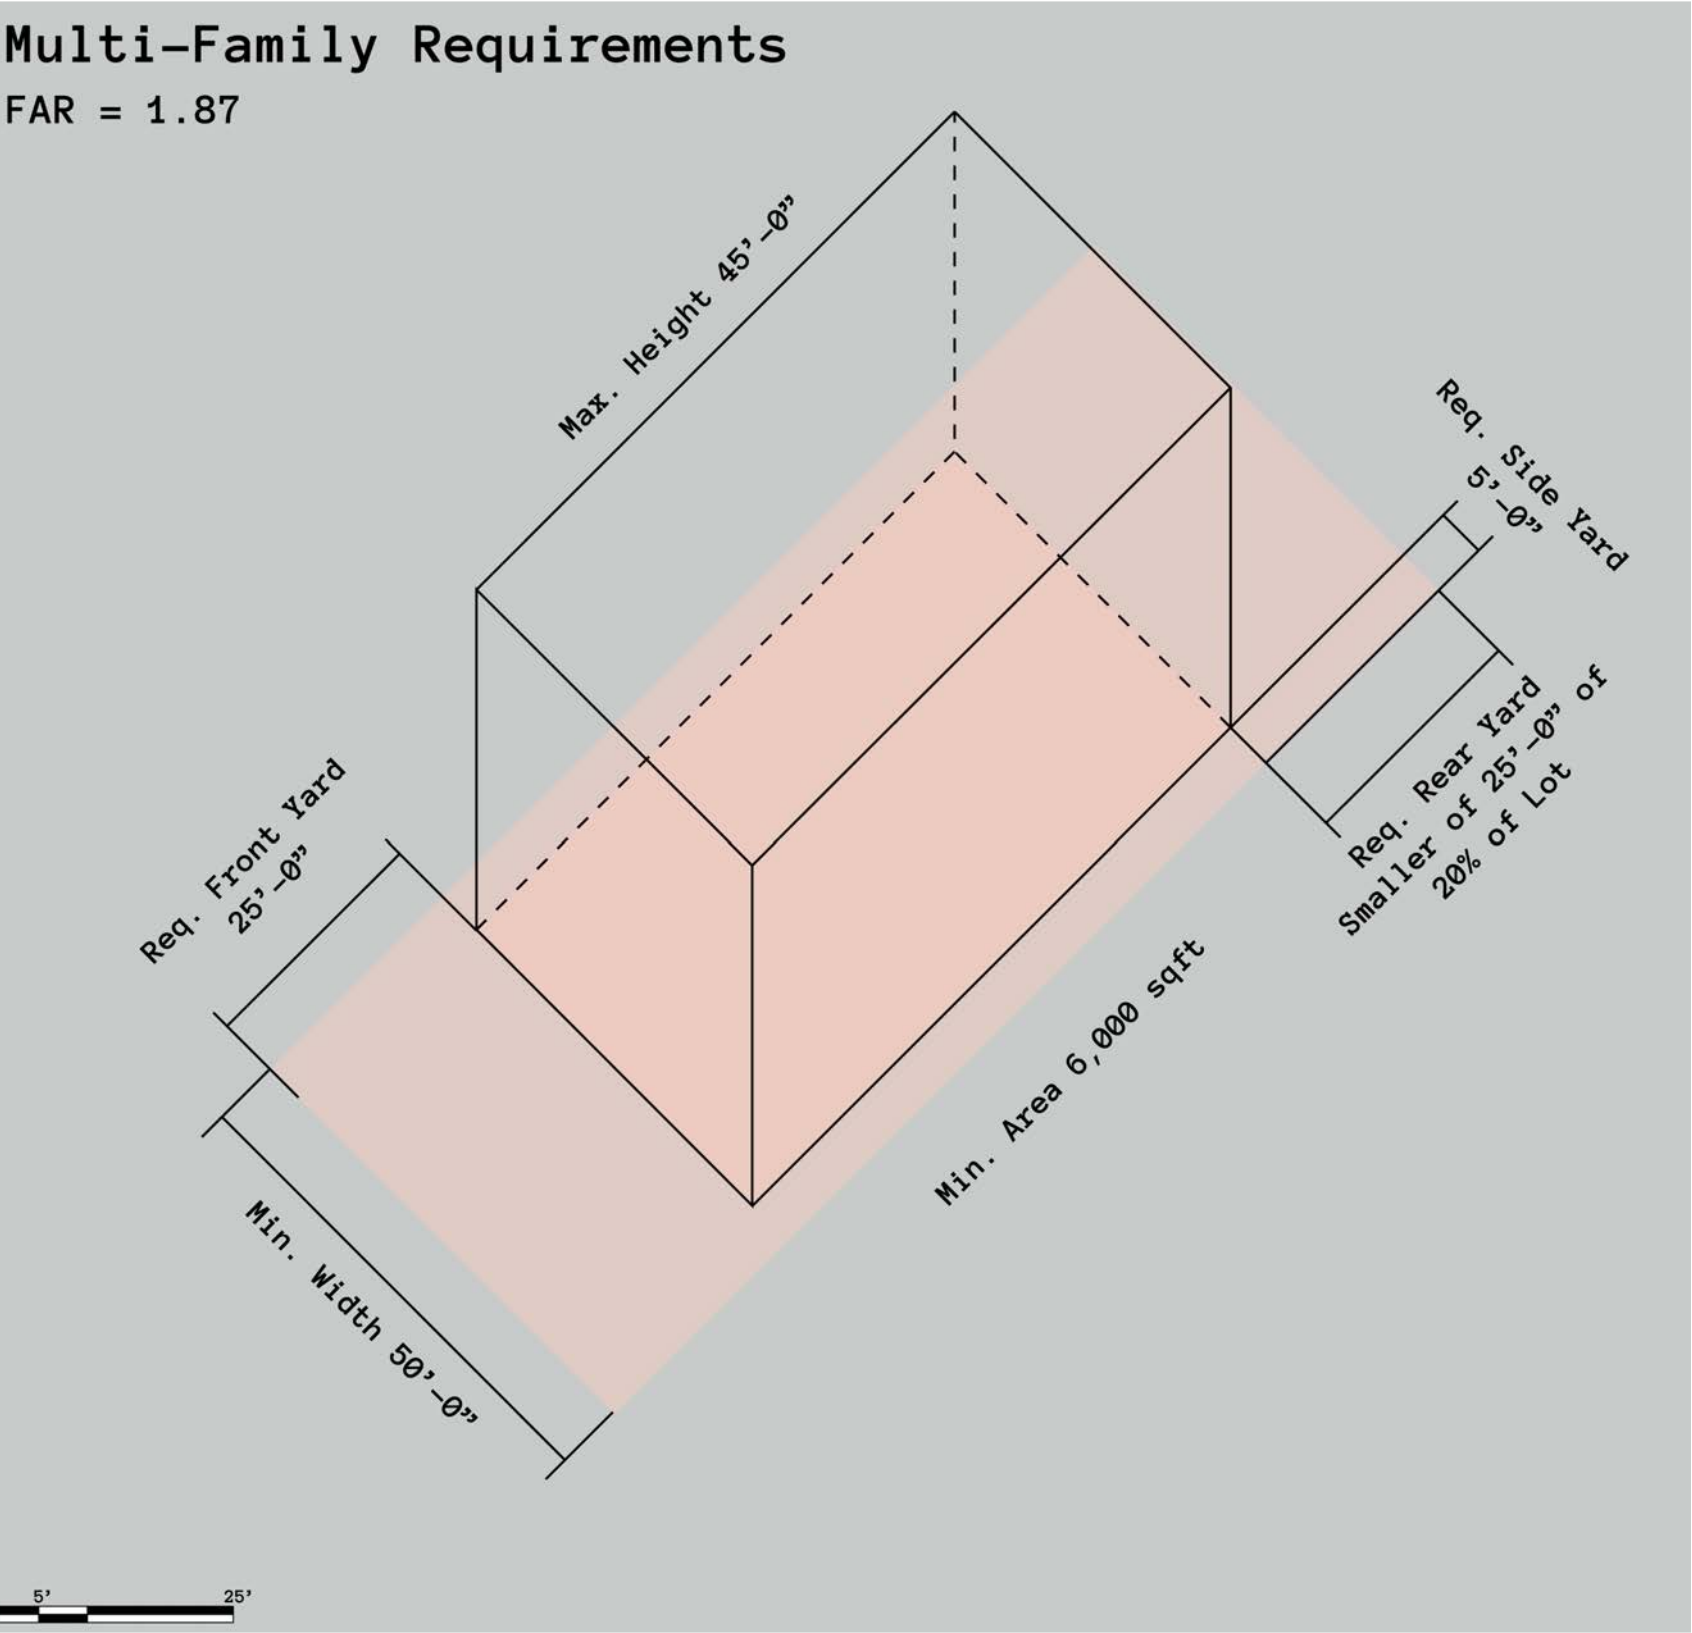 Multi-Family Requirements
FAR = 1.87
Max. Height 45’-0”
Req. Side Yard
5’-0”
Req. Front Yard
25’-0”
Req. Rear Yard
Smaller of 25’-0” of
20% of Lot
Min. Area 6,000 sqft
Min. Width 50’-0”
5’
25’